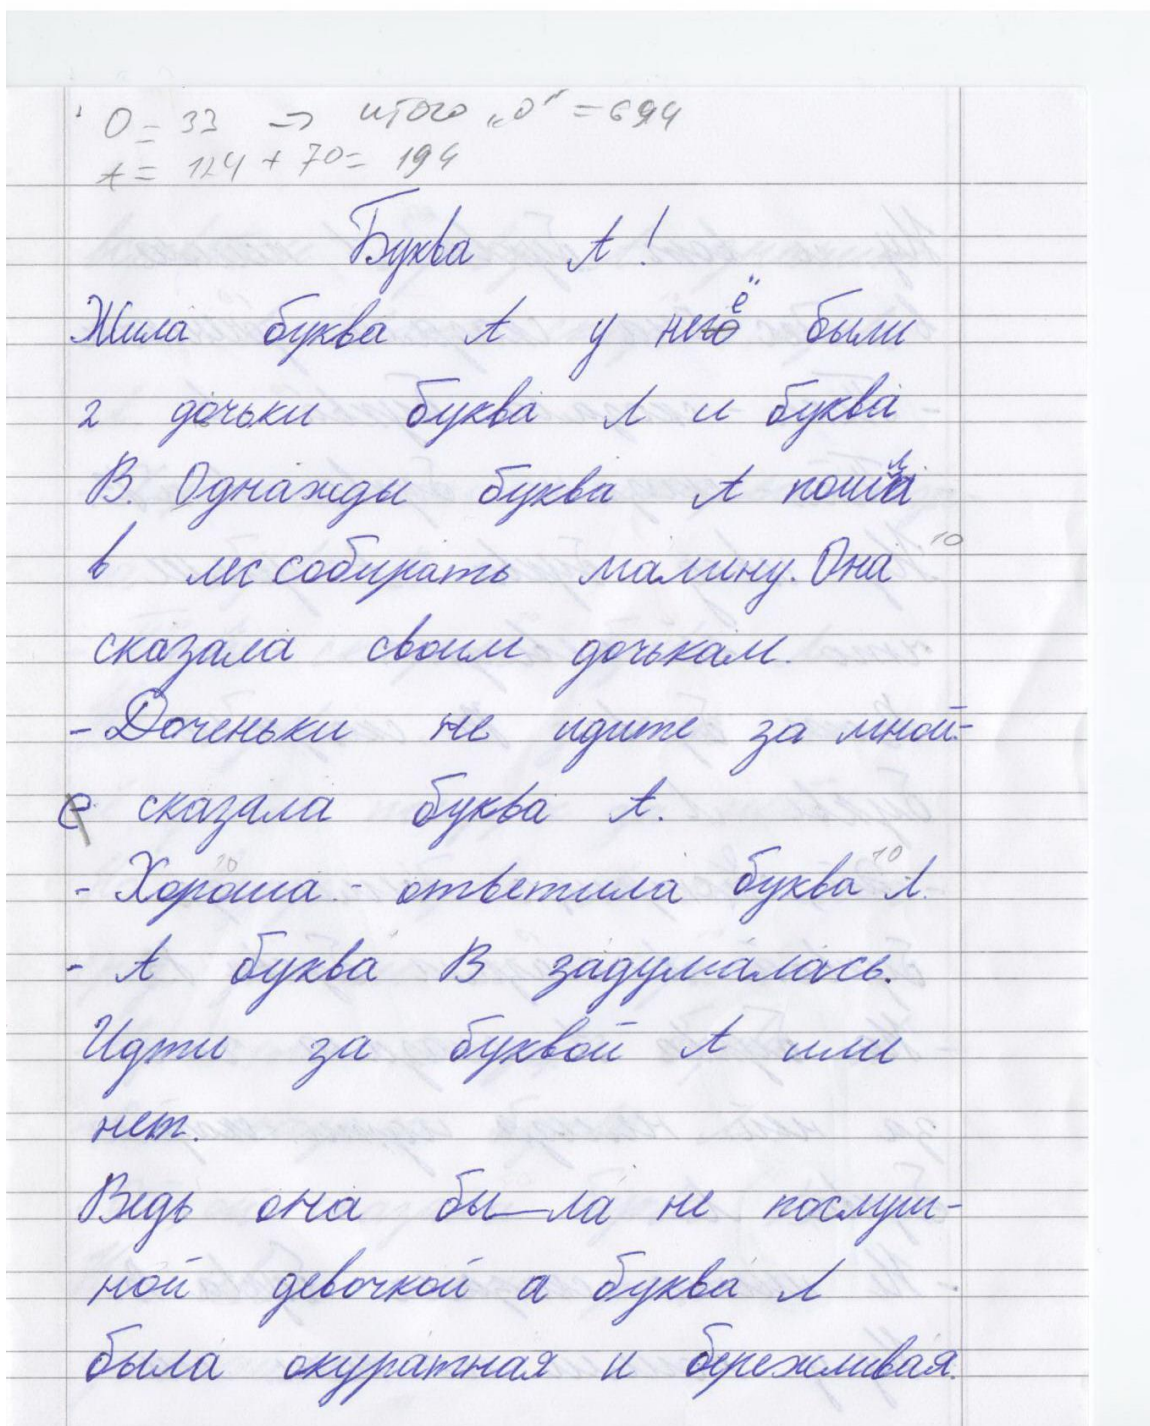 О = 33 => итого "О" = 694
А = 124 + 70 = 194
Буква А!
Жила буква А у неё были
2 дочьки буква Л и буква
В. Однажды буква А пошла
в лес собирать малину. Она 10
сказала своим дочькам.
- Доченьки не идите за мной-
сказала буква А.
- Хороша - ответила буква Л.
- А буква В задумалась.
Идти за буквой А или
нет.
Ведь она бы—ла не послуш-
ной девочкой а буква Л
была окуратная и бережливая.